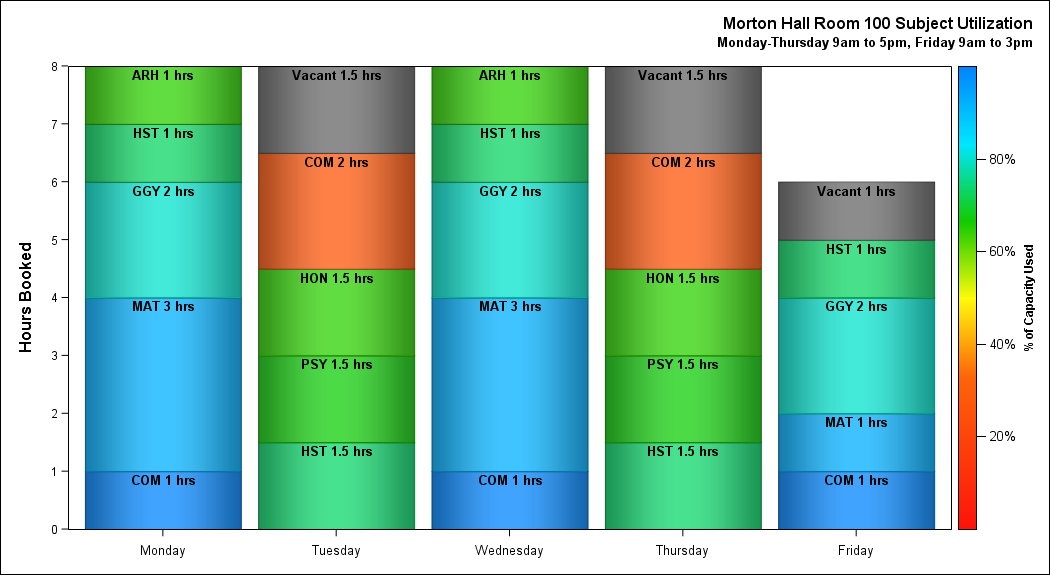 Morton Hall Room 100 Subject Utilization
Monday-Thursday 9am to 5pm, Friday 9am to 3pm
Hours Booked
8
7
6
5
4
3
2
1
0
ARH 1 hrs
HST 1 hrs
GGY 2 hrs
MAT 3 hrs
COM 1 hrs
Vacant 1.5 hrs
COM 2 hrs
HON 1.5 hrs
PSY 1.5 hrs
HST 1.5 hrs
ARH 1 hrs
HST 1 hrs
GGY 2 hrs
MAT 3 hrs
COM 1 hrs
Vacant 1.5 hrs
COM 2 hrs
HON 1.5 hrs
PSY 1.5 hrs
HST 1.5 hrs
Vacant 1 hrs
HST 1 hrs
GGY 2 hrs
MAT 1 hrs
COM 1 hrs
Monday
Tuesday
Wednesday
Thursday
Friday
80%
60%
40%
20%
% of Capacity Used